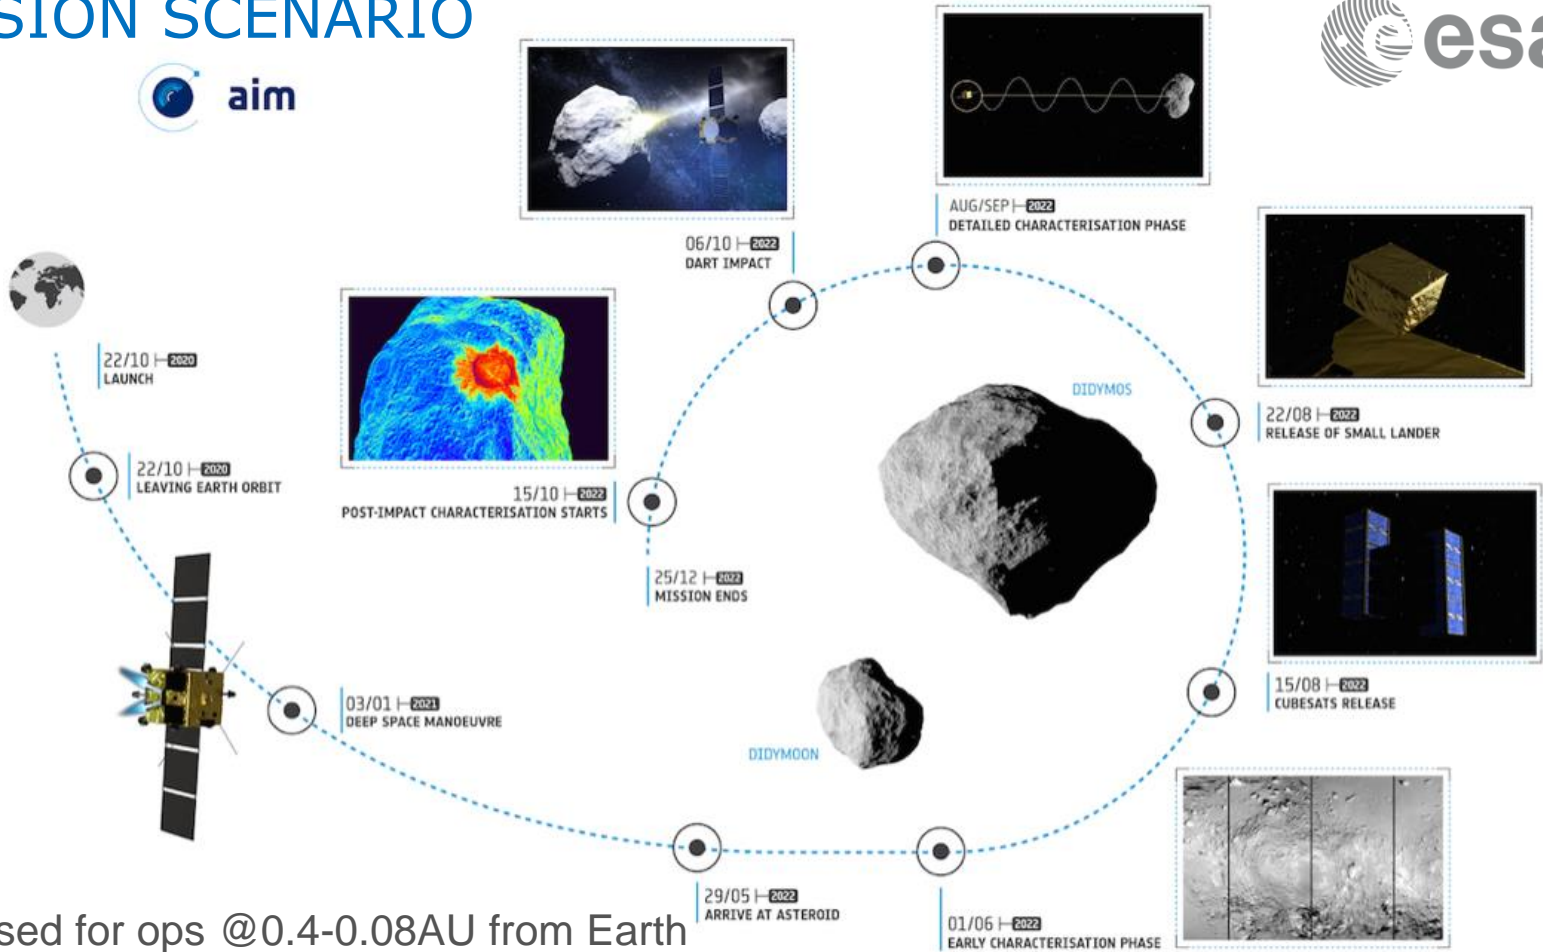 SION SCENARIO
aim
esa
22/10 2020
LAUNCH
22/10 2020
LEAVING EARTH ORBIT
03/01 2021
DEEP SPACE MANOEUVRE
29/05 2022
ARRIVE AT ASTEROID
01/06 2022
EARLY CHARACTERISATION PHASE
15/08 2022
CUBESATS RELEASE
22/08 2022
RELEASE OF SMALL LANDER
AUG/SEP 2022
DETAILED CHARACTERISATION PHASE
06/10 2022
DART IMPACT
15/10 2022
POST-IMPACT CHARACTERISATION STARTS
25/12 2022
MISSION ENDS
DIDYMOS
DIDYMOON
sed for ops @0.4-0.08AU from Earth